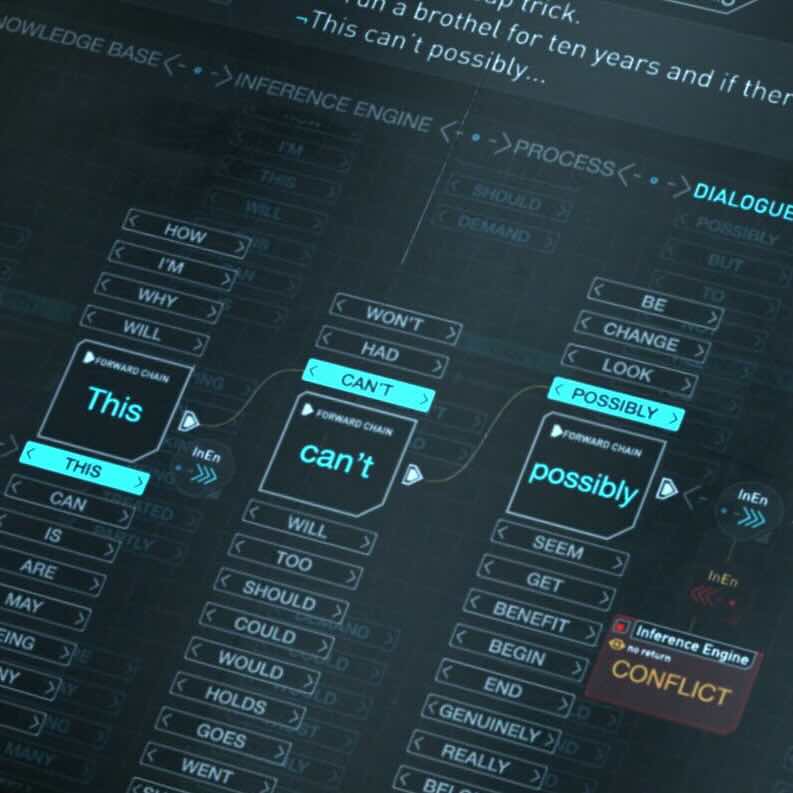 trick.
run a brothel for ten years and if ther
¬This can't possibly...
KNOWLEDGE BASE
INFERENCE ENGINE
PROCESS
DIALOGUE
I'M
THIS
WILL
SHOULD
DEMAND
POSSIBLY
BUT
TO
HOW
I'M
WHY
WILL
FORWARD CHAIN
This
THIS
CAN
IS
ARE
MAY
InEn
WON'T
HAD
CAN'T
FORWARD CHAIN
can't
WILL
TOO
SHOULD
COULD
WOULD
HOLDS
GOES
WENT
BE
CHANGE
LOOK
POSSIBLY
FORWARD CHAIN
possibly
SEEM
GET
BENEFIT
BEGIN
END
GENUINELY
REALLY
InEn
InEn
Inference Engine
no return
CONFLICT
MANY